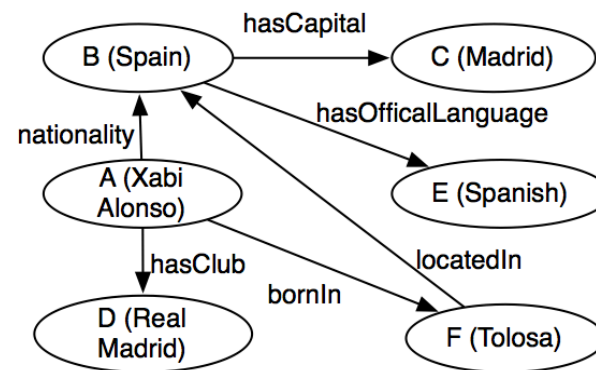 hasCapital
B (Spain)
C (Madrid)
hasOfficalLanguage
nationality
A (Xabi
Alonso)
E (Spanish)
hasClub
locatedIn
bornIn
D (Real
Madrid)
F (Tolosa)